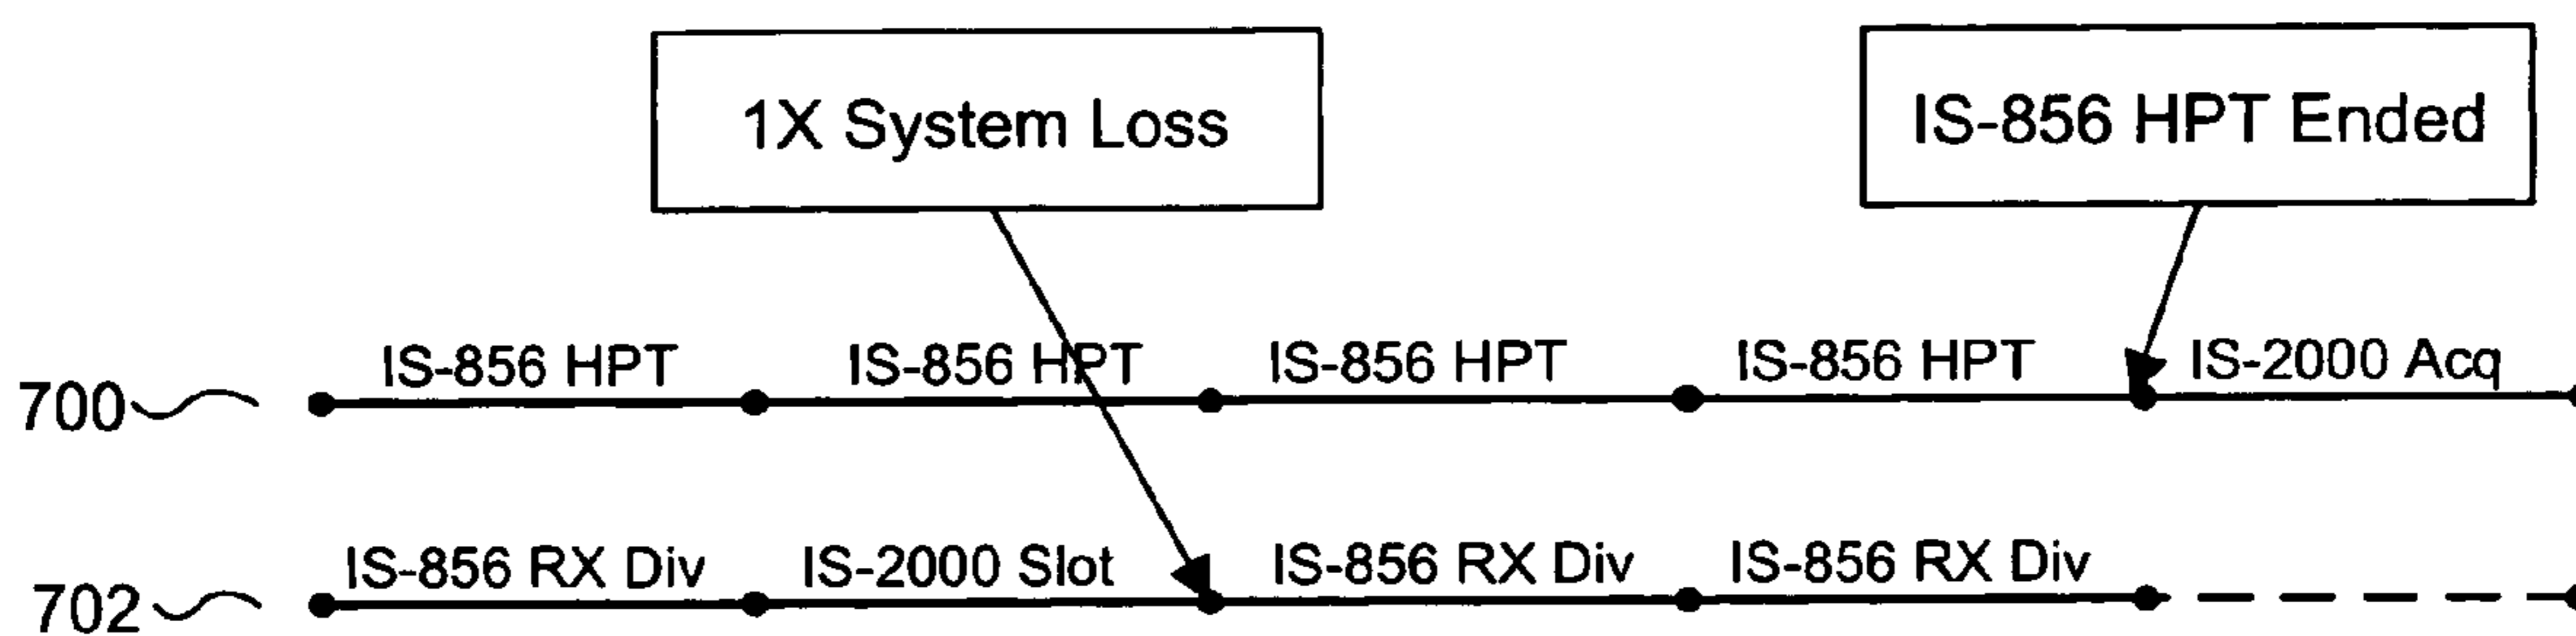 1X System Loss
IS-856 HPT Ended
IS-856 HPT IS-856 HPT IS-856 HPT IS-856 HPT IS-2000 Acq
700
IS-856 RX Div IS-2000 Slot IS-856 RX Div IS-856 RX Div
702